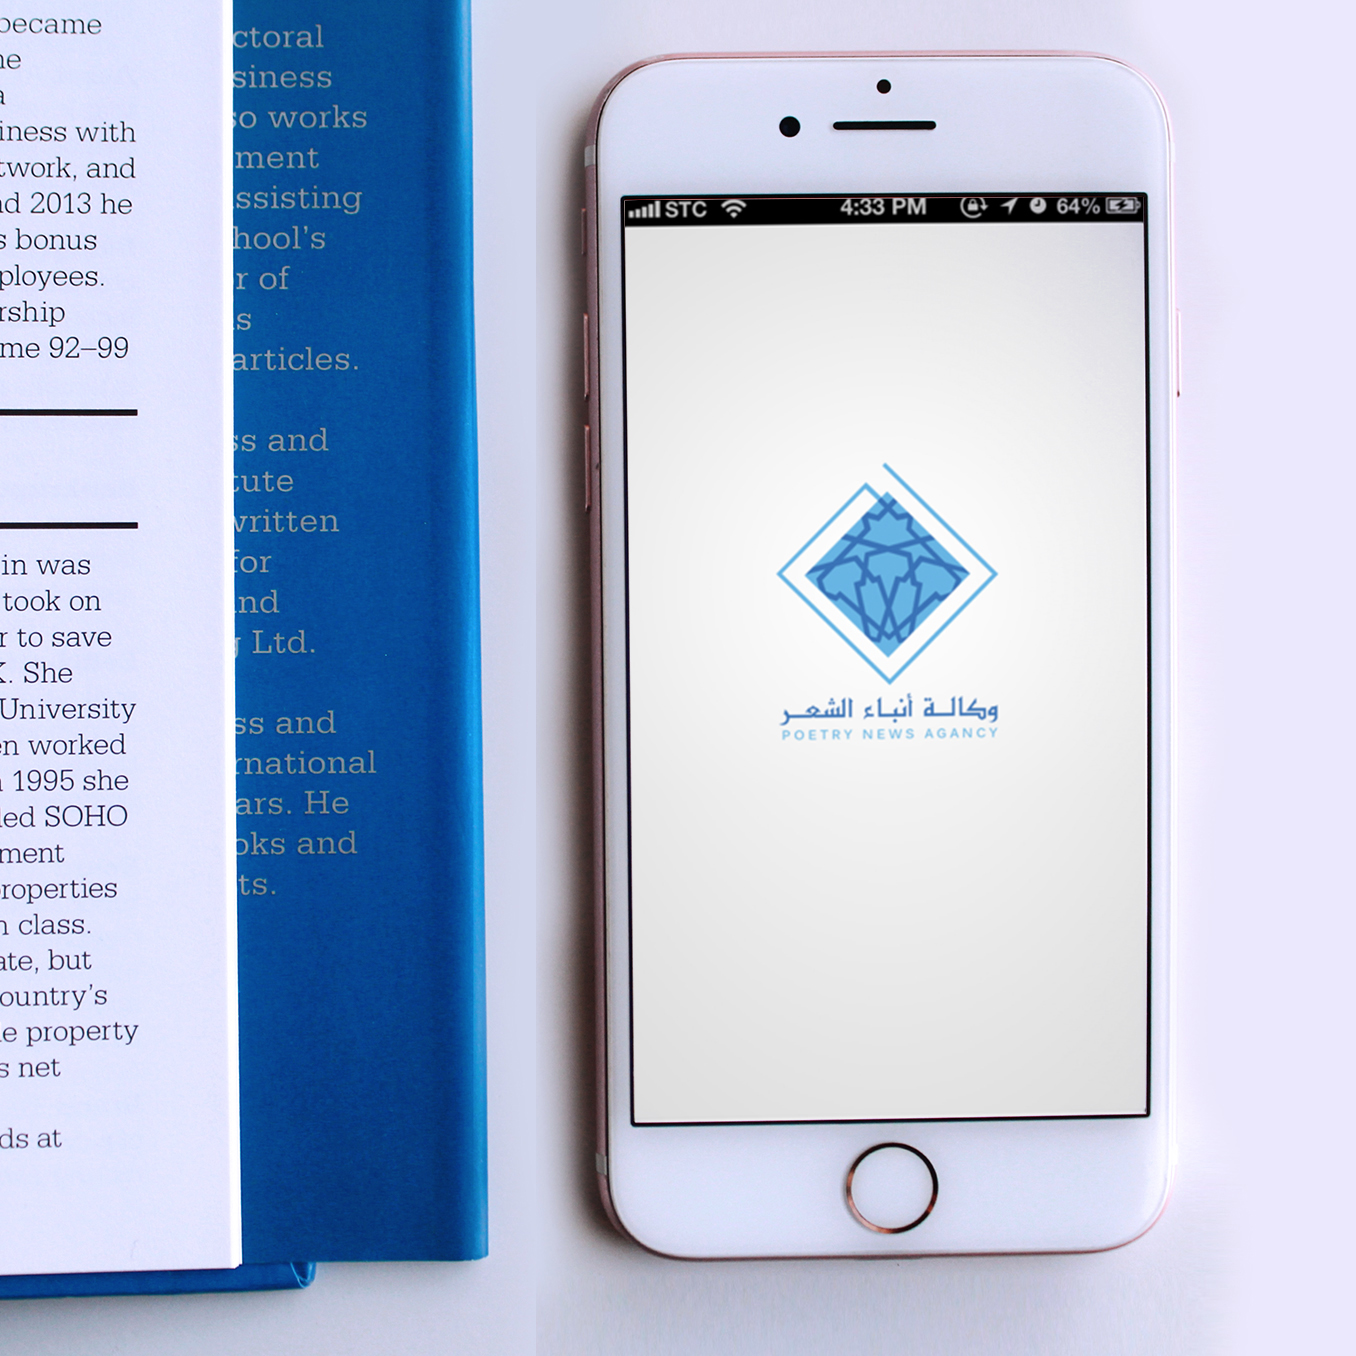 became
iness with
twork, and
nd 2013 he
s bonus
ployees.
rship
me 92–99
in was
took on
r to save
. She
University
en worked
1995 she
led SOHO
ment
properties
class.
ate, but
ountry's
e property
s net
ds at
ctoral
siness
so works
ment
ssisting
hool's
r of
is
articles.
ss and
tute
written
for
and
Ltd.
ss and
rnational
ars. He
oks and
ts.
STC 4:33 PM 64%
وكالة أنباء الشعر
POETRY NEWS AGANCY